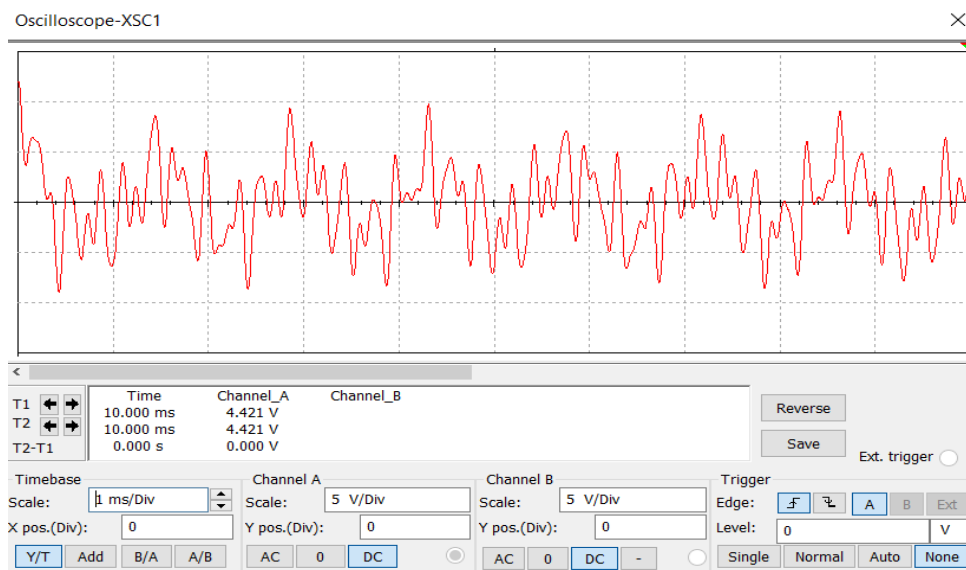 Oscilloscope-XSC1
T1
T2
T2-T1
Time Channel_A Channel_B
10.000 ms 4.421 V
10.000 ms 4.421 V
0.000 s 0.000 V
Reverse
Save
Ext. trigger
Timebase
Scale: 1 ms/Div
X pos.(Div): 0
Y/T Add B/A A/B
Channel A
Scale: 5 V/Div
Y pos.(Div): 0
AC 0 DC
Channel B
Scale: 5 V/Div
Y pos.(Div): 0
AC 0 DC -
Trigger
Edge: A B Ext
Level: 0 V
Single Normal Auto None